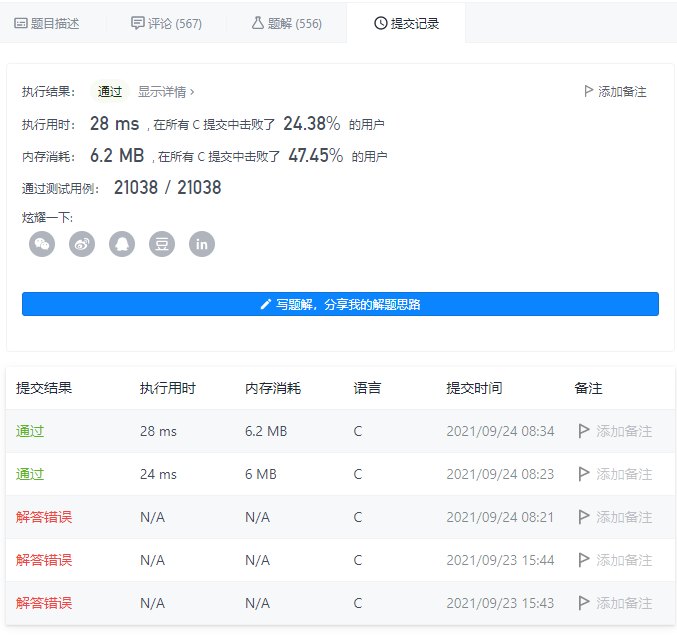 题目描述 评论 (567) 题解 (556) 提交记录
执行结果： 通过 显示详情 › 添加备注
执行用时： 28 ms , 在所有 C 提交中击败了 24.38% 的用户
内存消耗： 6.2 MB , 在所有 C 提交中击败了 47.45% 的用户
通过测试用例： 21038 / 21038
炫耀一下:
豆 in
写题解，分享我的解题思路
提交结果 执行用时 内存消耗 语言 提交时间 备注
通过 28 ms 6.2 MB C 2021/09/24 08:34 添加备注
通过 24 ms 6 MB C 2021/09/24 08:23 添加备注
解答错误 N/A N/A C 2021/09/24 08:21 添加备注
解答错误 N/A N/A C 2021/09/23 15:44 添加备注
解答错误 N/A N/A C 2021/09/23 15:43 添加备注